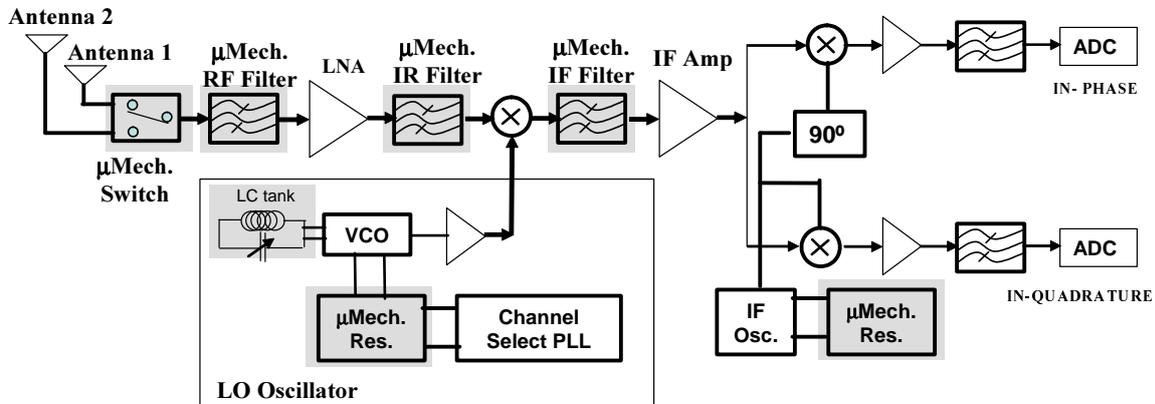 Antenna 2
Antenna 1
μMech.
Switch
μMech.
RF Filter
LNA
μMech.
IR Filter
μMech.
IF Filter
IF Amp
ADC
IN- PHASE
90º
LC tank
VCO
μMech.
Res.
Channel
Select PLL
LO Oscillator
ADC
IN-QUADRATURE
IF
Osc.
μMech.
Res.